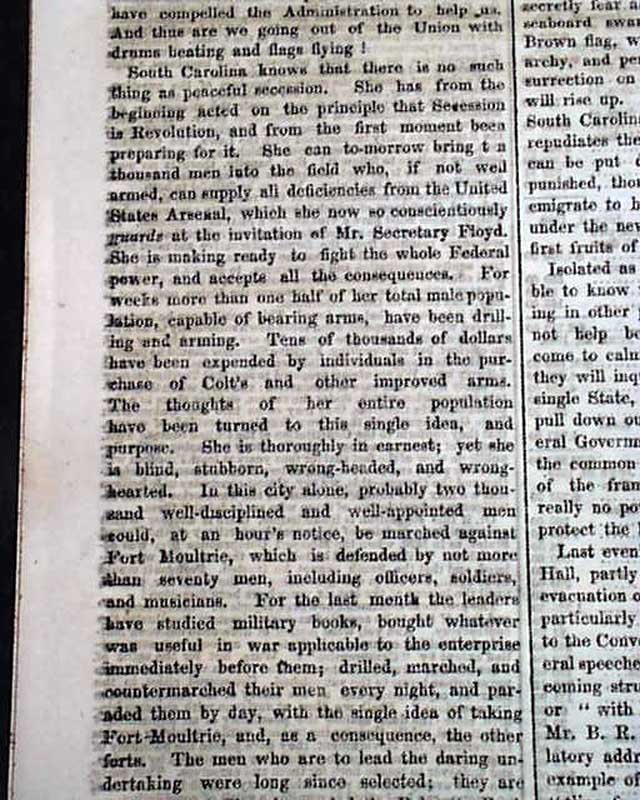 have compelled the Administration to help us.
And thus are we going out of the Union with
drums beating and flags flying !
South Carolina knows that there is no such
thing as peaceful secession. She has from the
beginning acted on the principle that Secession
is Revolution, and from the first moment been
preparing for it. She can to-morrow bring t n
thousand men into the field who, if not well
armed, can supply all deficiencies from the United
States Arsenal, which she now so conscientiously
guards at the invitation of Mr. Secretary Floyd.
She is making ready to fight the whole Federal
power, and accepts all the consequences. For
weeks more than one half of her total male popu-
lation, capable of bearing arms, have been drill-
ing and arming. Tens of thousands of dollars
have been expended by individuals in the pur-
chase of Colt's and other improved arms.
The thoughts of her entire population
have been turned to this single idea, and
purpose. She is thoroughly in earnest; yet she
is blind, stubborn, wrong-headed, and wrong-
hearted. In this city alone, probably two thou-
sand well-disciplined and well-appointed men
could, at an hour's notice, be marched against
Fort Moultrie, which is defended by not more
than seventy men, including officers, soldiers,
and musicians. For the last month the leaders
have studied military books, bought whatever
was useful in war applicable to the enterprise
immediately before them; drilled, marched, and
countermarched their men every night, and par-
aded them by day, with the single idea of taking
Fort Moultrie, and, as a consequence, the other
forts. The men who are to lead the daring un-
dertaking were long since selected; they are
secretly fear a
seaboard swa
Brown flag, w
archy, and pe
surrection on
will rise up.
South Carolin
repudiates the
can be put
punished, tho
emigrate to h
under the new
first fruits of
Isolated as
ble to know
ing in other
not help be
come to calm
they will inq
single State,
pull down ou
eral Governm
the common
of the fram
really no po
protect the
Last even
Hall, partly
evacuation o
particularly
to the Conv
eral speeche
coming stru
or " with
Mr. B. R.
latory addr
example of